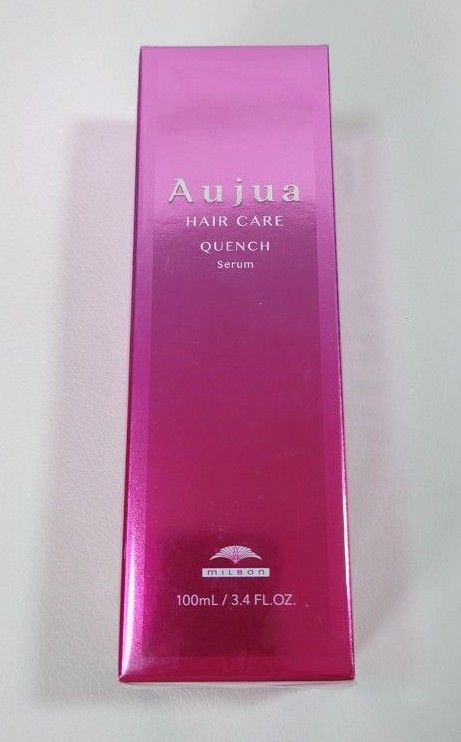 Aujua
HAIR CARE
QUENCH
Serum
MILBON
100mL / 3.4 FL.OZ.